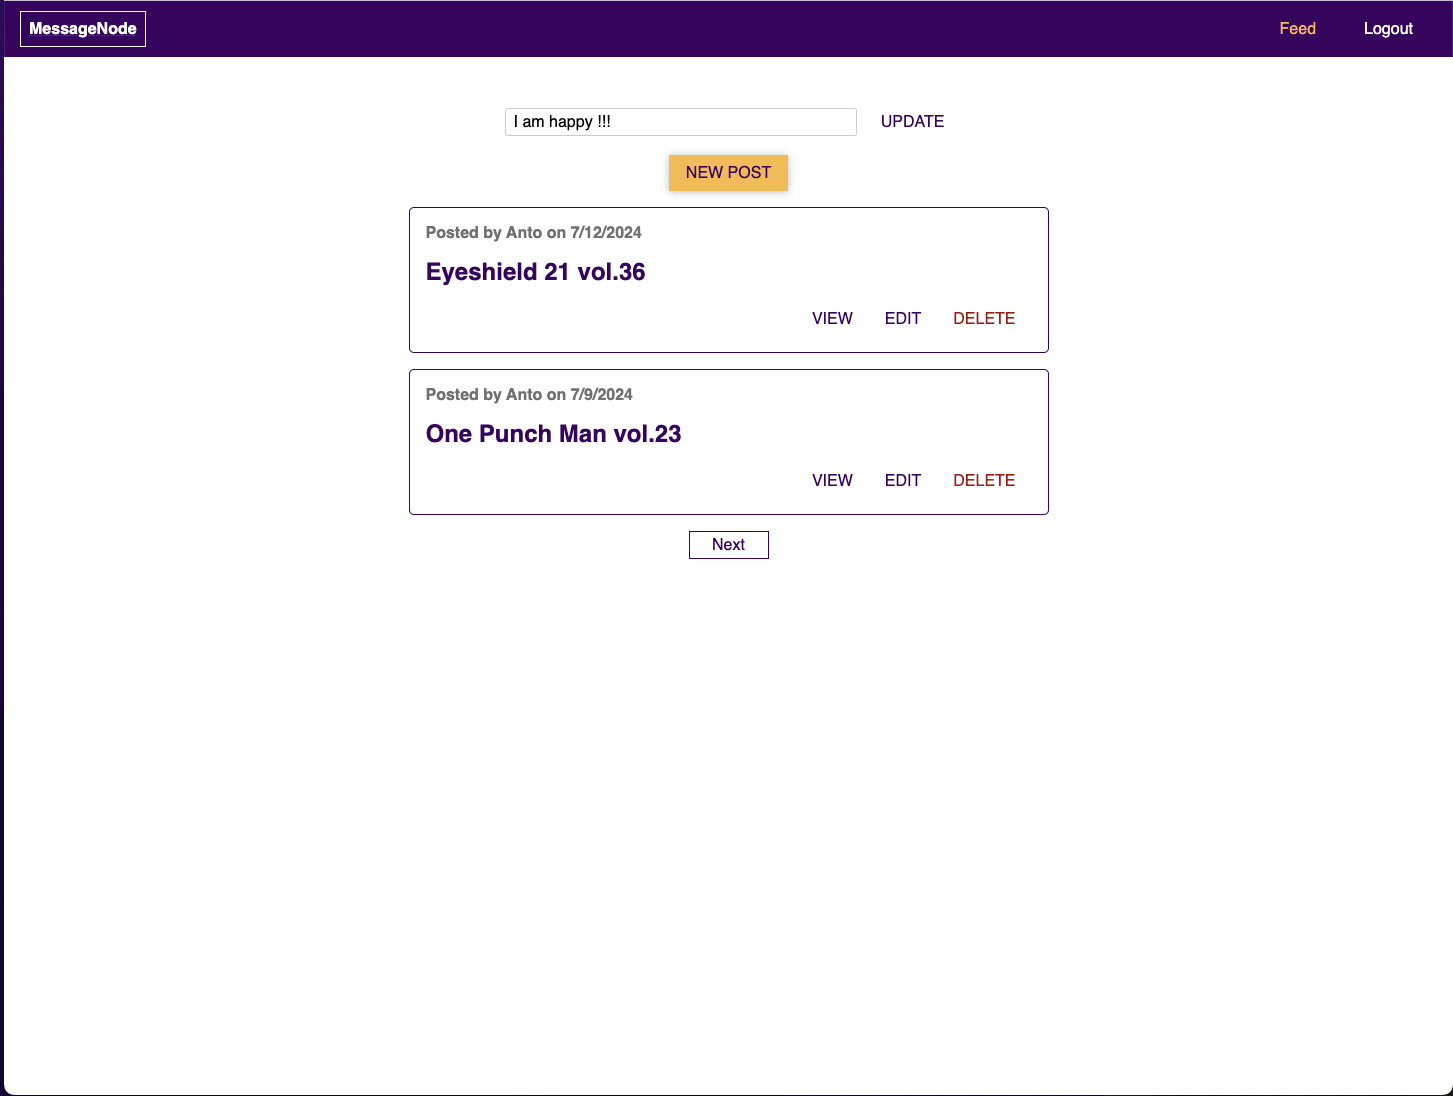 MessageNode Feed Logout
I am happy !!! UPDATE
NEW POST
Posted by Anto on 7/12/2024
Eyeshield 21 vol.36
VIEW EDIT DELETE
Posted by Anto on 7/9/2024
One Punch Man vol.23
VIEW EDIT DELETE
Next